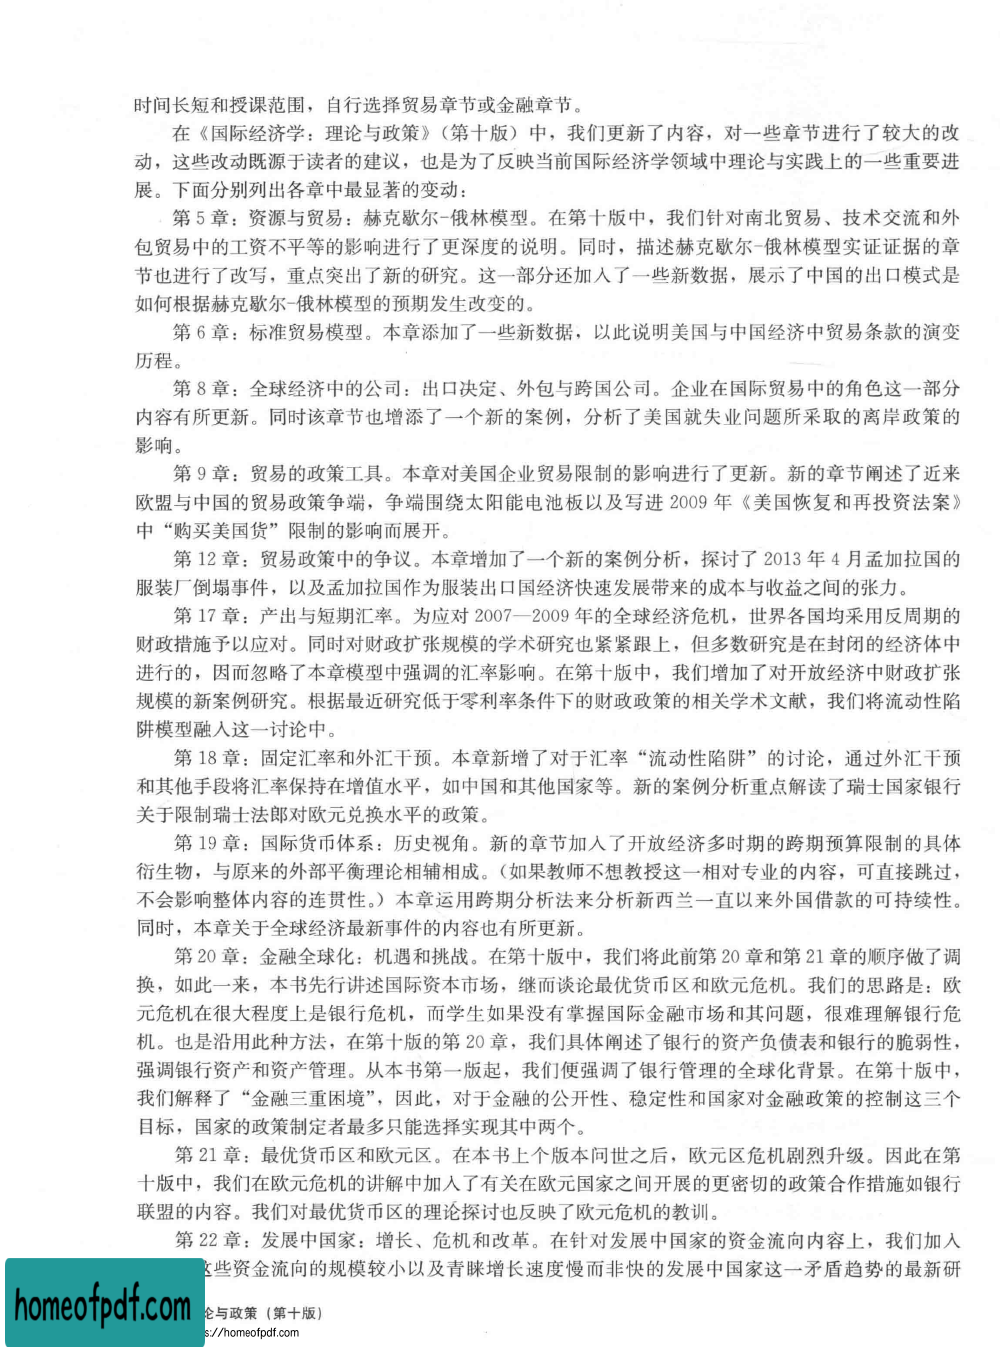 时间长短和授课范围，自行选择贸易章节或金融章节。
在《国际经济学：理论与政策》（第十版）中，我们更新了内容，对一些章节进行了较大的改
动，这些改动既源于读者的建议，也是为了反映当前国际经济学领域中理论与实践上的一些重要进
展。下面分别列出各章中最显著的变动：
第 5 章：资源与贸易：赫克歇尔-俄林模型。在第十版中，我们针对南北贸易、技术交流和外
包贸易中的工资不平等的影响进行了更深度的说明。同时，描述赫克歇尔-俄林模型实证证据的章
节也进行了改写，重点突出了新的研究。这一部分还加入了一些新数据，展示了中国的出口模式是
如何根据赫克歇尔-俄林模型的预期发生改变的。
第 6 章：标准贸易模型。本章添加了一些新数据，以此说明美国与中国经济中贸易条款的演变
历程。
第 8 章：全球经济中的公司：出口决定、外包与跨国公司。企业在国际贸易中的角色这一部分
内容有所更新。同时该章节也增添了一个新的案例，分析了美国就失业问题所采取的离岸政策的
影响。
第 9 章：贸易的政策工具。本章对美国企业贸易限制的影响进行了更新。新的章节阐述了近来
欧盟与中国的贸易政策争端，争端围绕太阳能电池板以及写进 2009 年《美国恢复和再投资法案》
中“购买美国货”限制的影响而展开。
第 12 章：贸易政策中的争议。本章增加了一个新的案例分析，探讨了 2013 年 4 月孟加拉国的
服装厂倒塌事件，以及孟加拉国作为服装出口国经济快速发展带来的成本与收益之间的张力。
第 17 章：产出与短期汇率。为应对 2007—2009 年的全球经济危机，世界各国均采用反周期的
财政措施予以应对。同时对财政扩张规模的学术研究也紧紧跟上，但多数研究是在封闭的经济体中
进行的，因而忽略了本章模型中强调的汇率影响。在第十版中，我们增加了对开放经济中财政扩张
规模的新案例研究。根据最近研究低于零利率条件下的财政政策的相关学术文献，我们将流动性陷
阱模型融入这一讨论中。
第 18 章：固定汇率和外汇干预。本章新增了对于汇率“流动性陷阱”的讨论，通过外汇干预
和其他手段将汇率保持在增值水平，如中国和其他国家等。新的案例分析重点解读了瑞士国家银行
关于限制瑞士法郎对欧元兑换水平的政策。
第 19 章：国际货币体系：历史视角。新的章节加入了开放经济多时期的跨期预算限制的具体
衍生物，与原来的外部平衡理论相辅相成。（如果教师不想教授这一相对专业的内容，可直接跳过，
不会影响整体内容的连贯性。）本章运用跨期分析法来分析新西兰一直以来外国借款的可持续性。
同时，本章关于全球经济最新事件的内容也有所更新。
第 20 章：金融全球化：机遇和挑战。在第十版中，我们将此前第 20 章和第 21 章的顺序做了调
换，如此一来，本书先行讲述国际资本市场，继而谈论最优货币区和欧元危机。我们的思路是：欧
元危机在很大程度上是银行危机，而学生如果没有掌握国际金融市场和其问题，很难理解银行危
机。也是沿用此种方法，在第十版的第 20 章，我们具体阐述了银行的资产负债表和银行的脆弱性，
强调银行资产和资产管理。从本书第一版起，我们便强调了银行管理的全球化背景。在第十版中，
我们解释了“金融三重困境”，因此，对于金融的公开性、稳定性和国家对金融政策的控制这三个
目标，国家的政策制定者最多只能选择实现其中两个。
第 21 章：最优货币区和欧元区。在本书上个版本问世之后，欧元区危机剧烈升级。因此在第
十版中，我们在欧元危机的讲解中加入了有关在欧元国家之间开展的更密切的政策合作措施如银行
联盟的内容。我们对最优货币区的理论探讨也反映了欧元危机的教训。
第 22 章：发展中国家：增长、危机和改革。在针对发展中国家的资金流向内容上，我们加入
这些资金流向的规模较小以及青睐增长速度慢而非快的发展中国家这一矛盾趋势的最新研
论与政策（第十版）
s://homeofpdf.com
homeofpdf.com